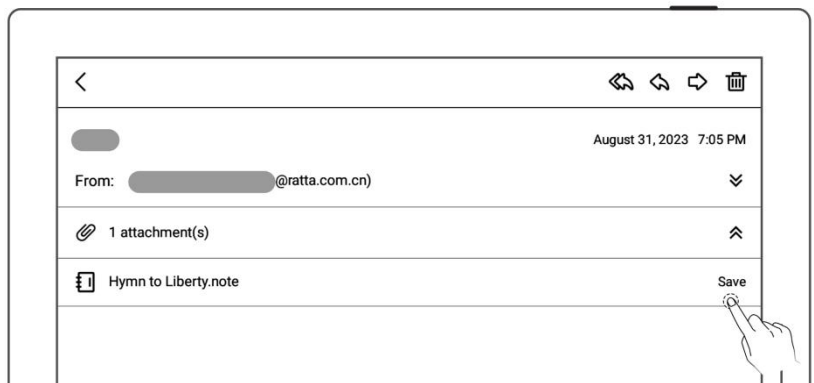 August 31, 2023 7:05 PM
From: @ratta.com.cn)
1 attachment(s)
Hymn to Liberty.note Save